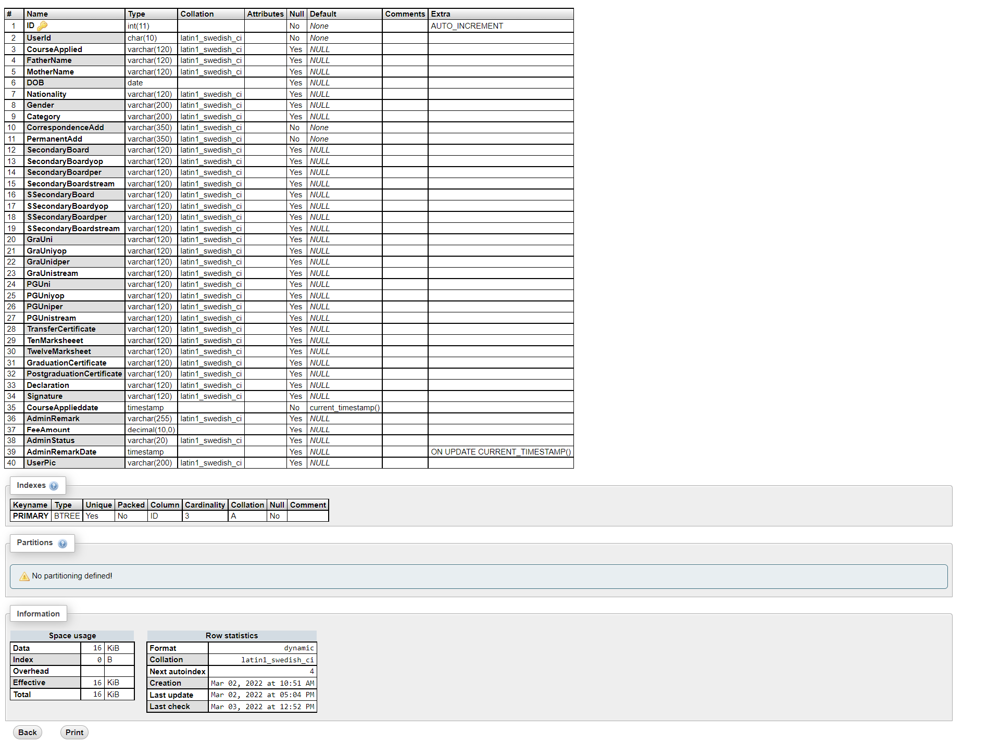 # Name Type Collation Attributes Null Default Comments Extra
1 ID int(11) No None AUTO_INCREMENT
2 UserId char(10) latin1_swedish_ci No None
3 CourseApplied varchar(120) latin1_swedish_ci Yes NULL
4 FatherName varchar(120) latin1_swedish_ci Yes NULL
5 MotherName varchar(120) latin1_swedish_ci Yes NULL
6 DOB date Yes NULL
7 Nationality varchar(120) latin1_swedish_ci Yes NULL
8 Gender varchar(200) latin1_swedish_ci Yes NULL
9 Category varchar(200) latin1_swedish_ci Yes NULL
10 CorrespondenceAdd varchar(350) latin1_swedish_ci No None
11 PermanentAdd varchar(350) latin1_swedish_ci No None
12 SecondaryBoard varchar(120) latin1_swedish_ci Yes NULL
13 SecondaryBoardyop varchar(120) latin1_swedish_ci Yes NULL
14 SecondaryBoardper varchar(120) latin1_swedish_ci Yes NULL
15 SecondaryBoardstream varchar(120) latin1_swedish_ci Yes NULL
16 SSecondaryBoard varchar(120) latin1_swedish_ci Yes NULL
17 SSecondaryBoardyop varchar(120) latin1_swedish_ci Yes NULL
18 SSecondaryBoardper varchar(120) latin1_swedish_ci Yes NULL
19 SSecondaryBoardstream varchar(120) latin1_swedish_ci Yes NULL
20 GraUni varchar(120) latin1_swedish_ci Yes NULL
21 GraUniyop varchar(120) latin1_swedish_ci Yes NULL
22 GraUnidper varchar(120) latin1_swedish_ci Yes NULL
23 GraUnistream varchar(120) latin1_swedish_ci Yes NULL
24 PGUni varchar(120) latin1_swedish_ci Yes NULL
25 PGUniyop varchar(120) latin1_swedish_ci Yes NULL
26 PGUniper varchar(120) latin1_swedish_ci Yes NULL
27 PGUnistream varchar(120) latin1_swedish_ci Yes NULL
28 TransferCertificate varchar(120) latin1_swedish_ci Yes NULL
29 TenMarksheeet varchar(120) latin1_swedish_ci Yes NULL
30 TwelveMarksheet varchar(120) latin1_swedish_ci Yes NULL
31 GraduationCertificate varchar(120) latin1_swedish_ci Yes NULL
32 PostgraduationCertificate varchar(120) latin1_swedish_ci Yes NULL
33 Declaration varchar(120) latin1_swedish_ci Yes NULL
34 Signature varchar(120) latin1_swedish_ci Yes NULL
35 CourseApplieddate timestamp No current_timestamp()
36 AdminRemark varchar(255) latin1_swedish_ci Yes NULL
37 FeeAmount decimal(10,0) Yes NULL
38 AdminStatus varchar(20) latin1_swedish_ci Yes NULL
39 AdminRemarkDate timestamp Yes NULL ON UPDATE CURRENT_TIMESTAMP()
40 UserPic varchar(200) latin1_swedish_ci Yes NULL
Indexes
Keyname Type Unique Packed Column Cardinality Collation Null Comment
PRIMARY BTREE Yes No ID 3 A No
Partitions
No partitioning defined!
Information
Space usage
Data 16 KiB
Index 0 B
Overhead
Effective 16 KiB
Total 16 KiB
Row statistics
Format dynamic
Collation latin1_swedish_ci
Next autoindex 4
Creation Mar 02, 2022 at 10:51 AM
Last update Mar 02, 2022 at 05:04 PM
Last check Mar 03, 2022 at 12:52 PM
Back Print